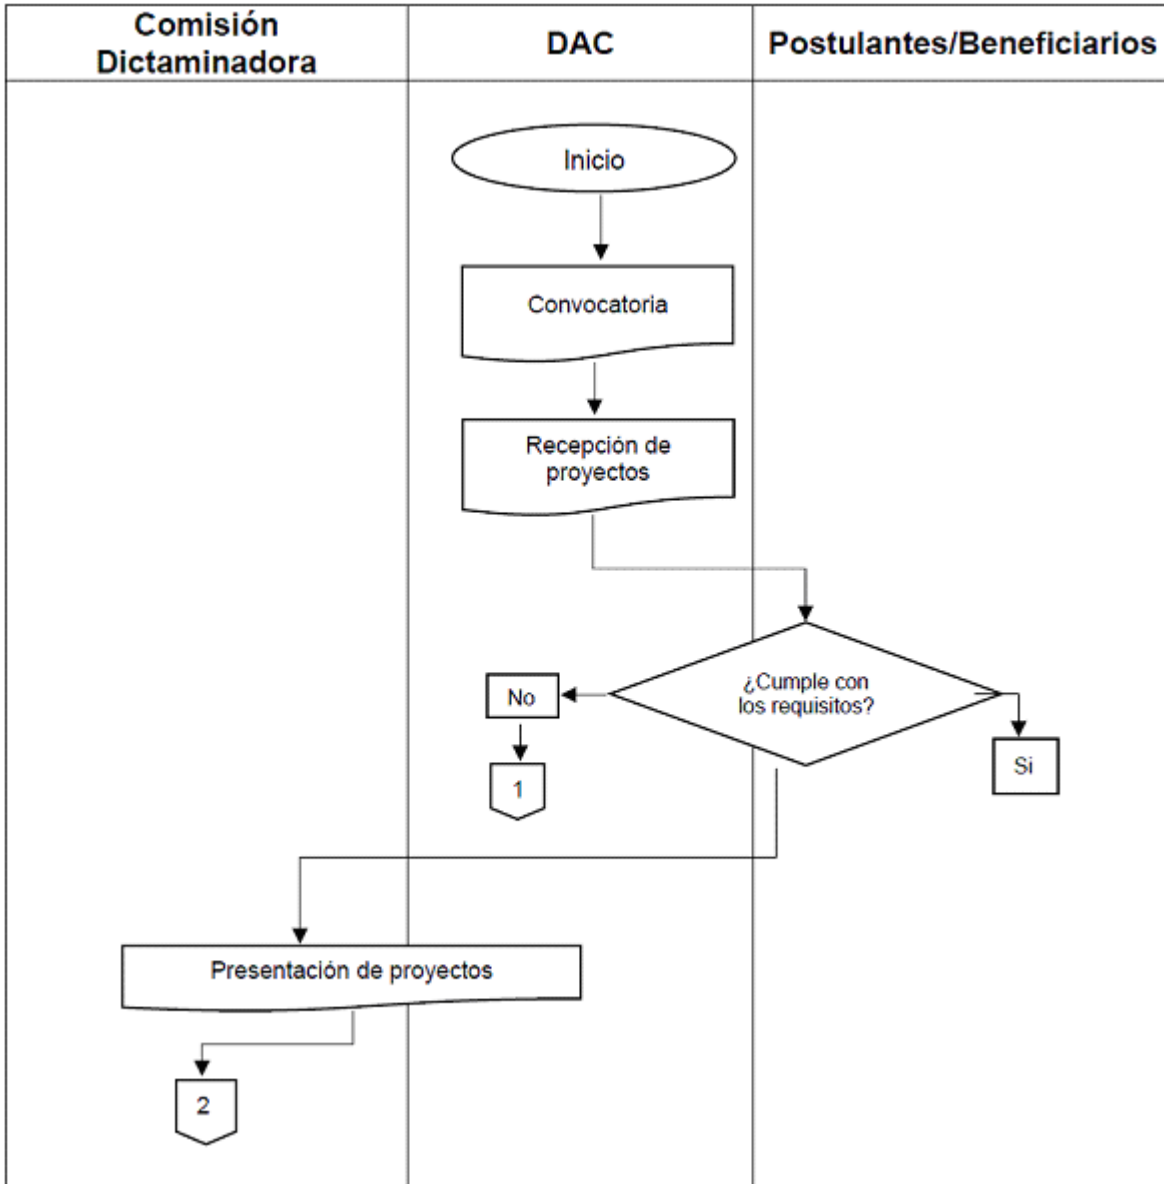 Comisión
Dictaminadora
DAC
Postulantes/Beneficiarios
Inicio
Convocatoria
Recepción de
proyectos
¿Cumple con
los requisitos?
No
Si
1
Presentación de proyectos
2